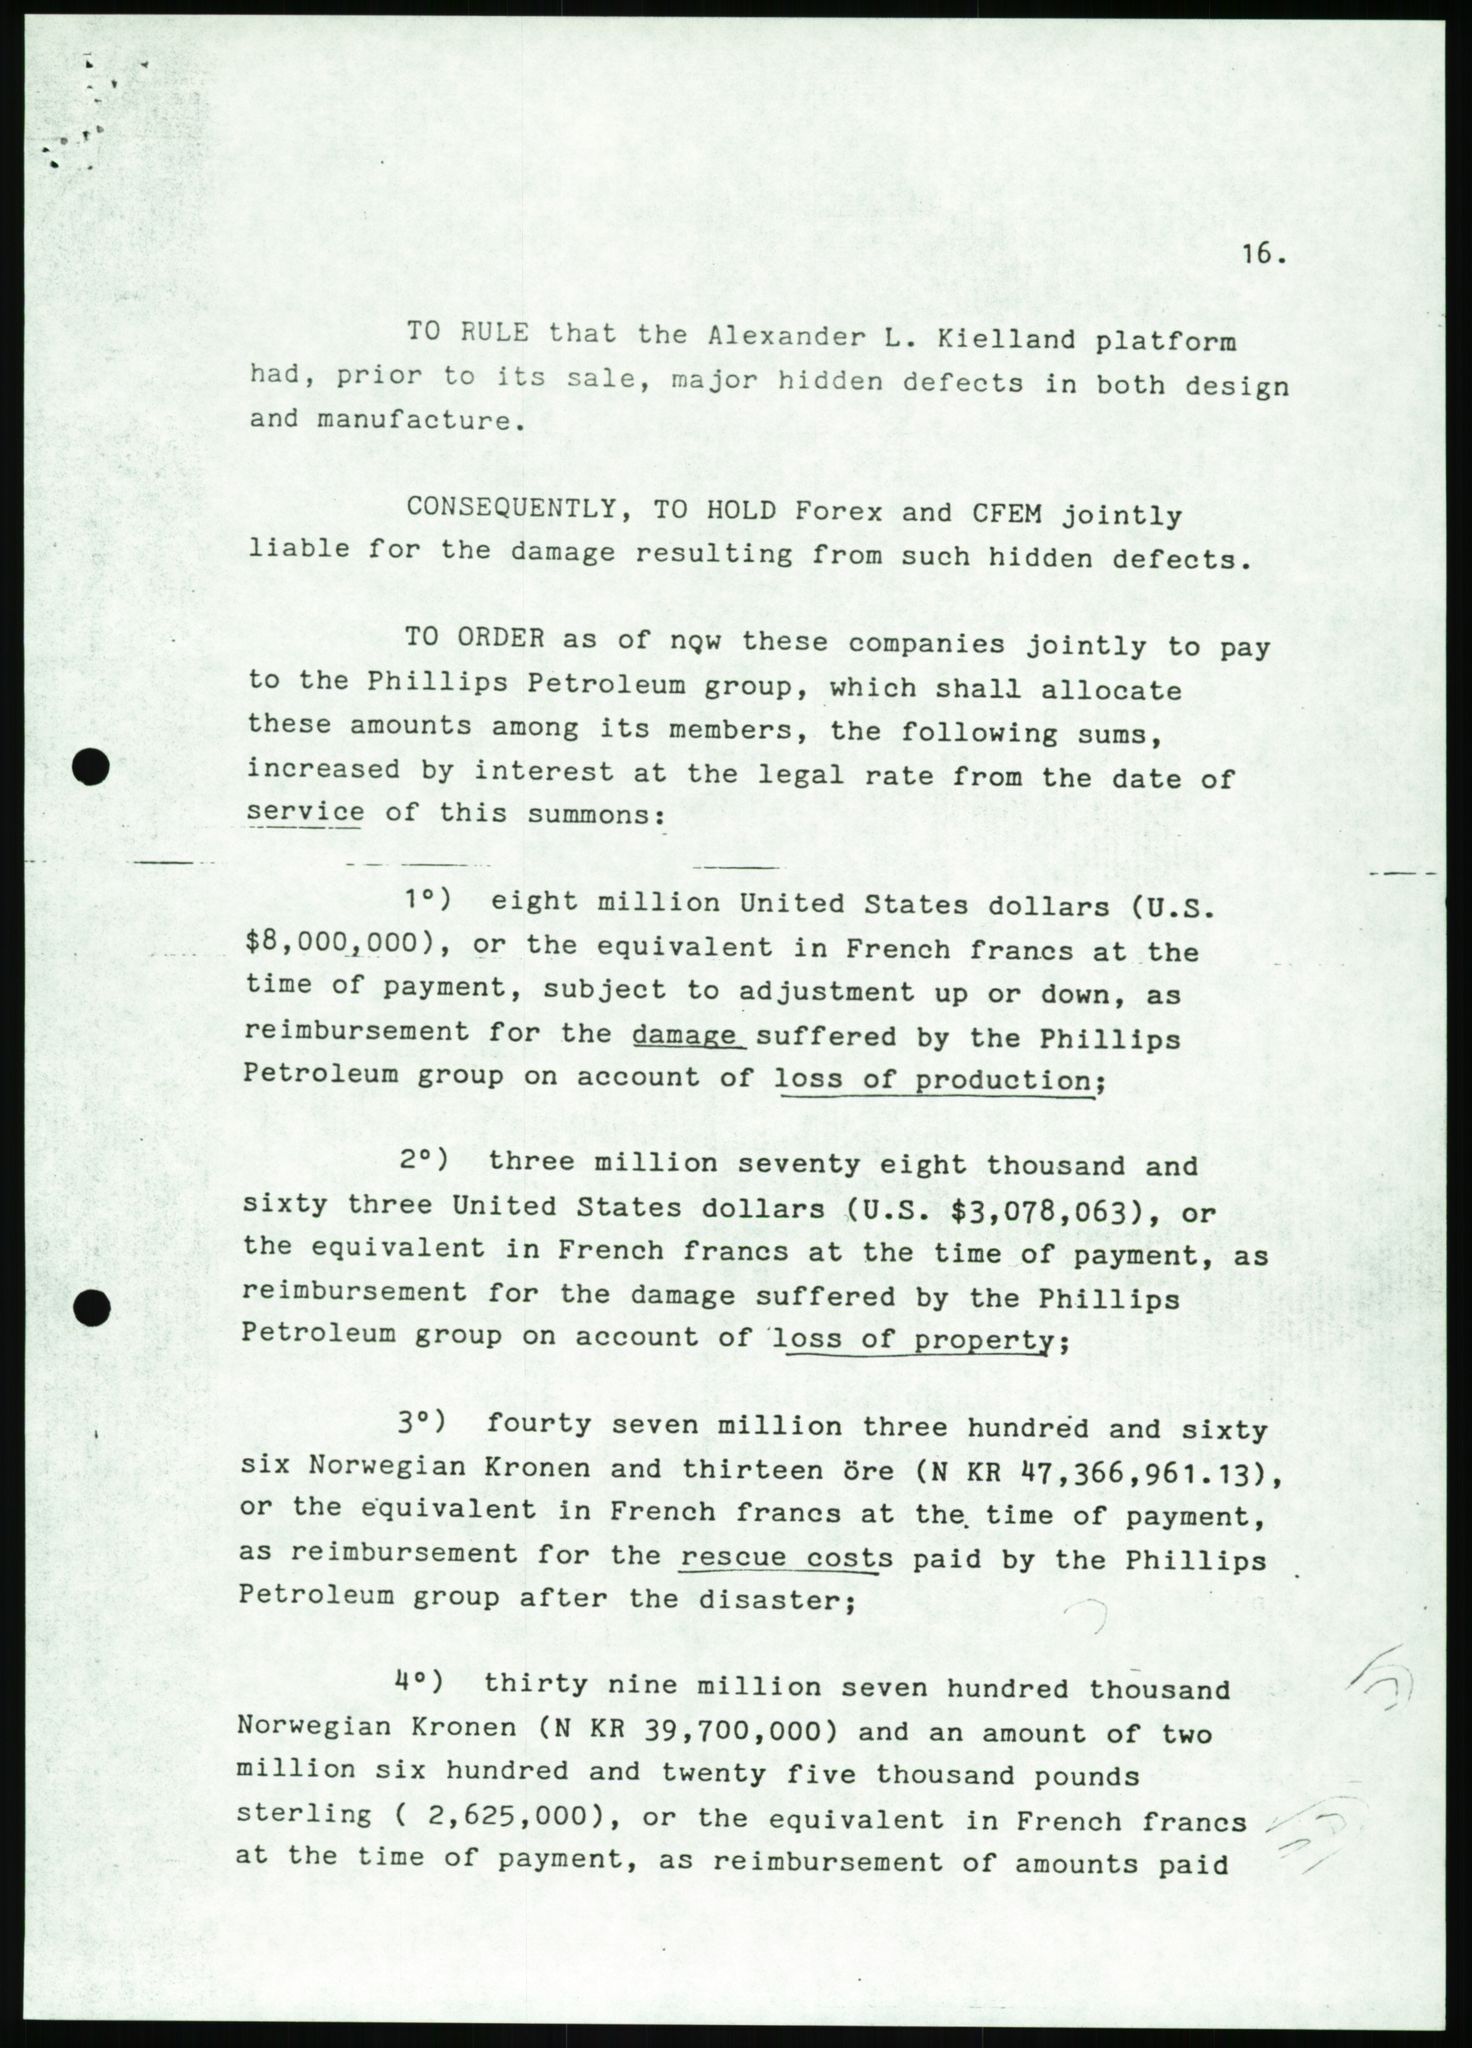 16.
TO RULE that the Alexander L. Kielland platform
had, prior to its sale, major hidden defects in both design
and manufacture.
CONSEQUENTLY, TO HOLD Forex and CFEM jointly
liable for the damage resulting from such hidden defects.
TO ORDER as of now these companies jointly to pay
to the Phillips Petroleum group, which shall allocate
these amounts among its members, the following sums,
increased by interest at the legal rate from the date of
service of this summons:
1º) eight million United States dollars (U.S.
$8,000,000), or the equivalent in French francs at the
time of payment, subject to adjustment up or down, as
reimbursement for the damage suffered by the Phillips
Petroleum group on account of loss of production;
2º) three million seventy eight thousand and
sixty three United States dollars (U.S. $3,078,063), or
the equivalent in French francs at the time of payment, as
reimbursement for the damage suffered by the Phillips
Petroleum group on account of loss of property;
3º) fourty seven million three hundred and sixty
six Norwegian Kronen and thirteen öre (N KR 47,366,961.13),
or the equivalent in French francs at the time of payment,
as reimbursement for the rescue costs paid by the Phillips
Petroleum group after the disaster;
4º) thirty nine million seven hundred thousand
Norwegian Kronen (N KR 39,700,000) and an amount of two
million six hundred and twenty five thousand pounds
sterling ( 2,625,000), or the equivalent in French francs
at the time of payment, as reimbursement of amounts paid